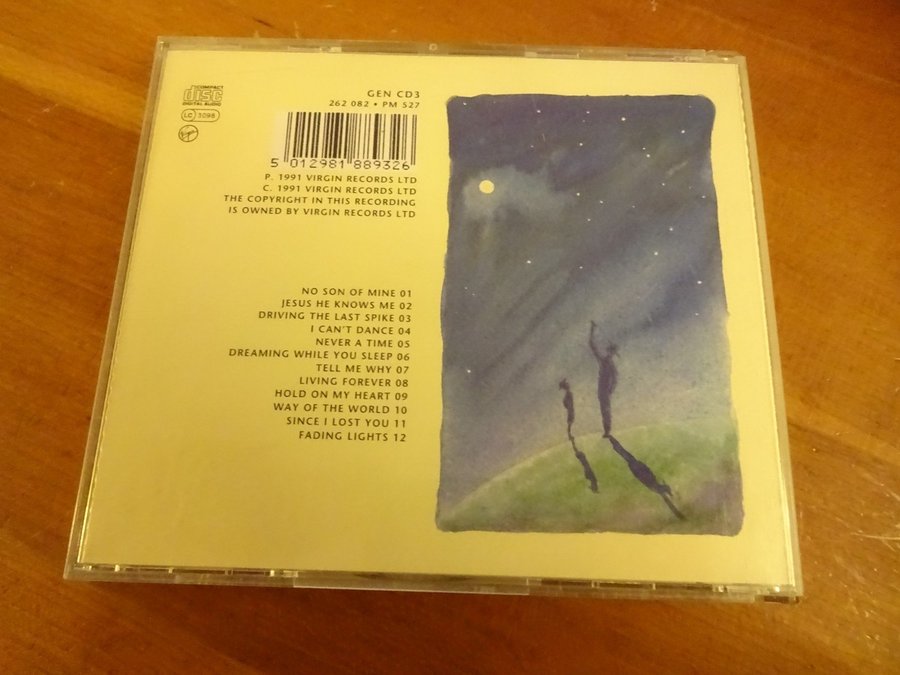 COMPACT
disc
DIGITAL AUDIO
LC 3098
Virgin
GEN CD3
262 082 • PM 527
5 012981 889326
P. 1991 VIRGIN RECORDS LTD
C. 1991 VIRGIN RECORDS LTD
THE COPYRIGHT IN THIS RECORDING
IS OWNED BY VIRGIN RECORDS LTD
NO SON OF MINE 01
JESUS HE KNOWS ME 02
DRIVING THE LAST SPIKE 03
I CAN'T DANCE 04
NEVER A TIME 05
DREAMING WHILE YOU SLEEP 06
TELL ME WHY 07
LIVING FOREVER 08
HOLD ON MY HEART 09
WAY OF THE WORLD 10
SINCE I LOST YOU 11
FADING LIGHTS 12